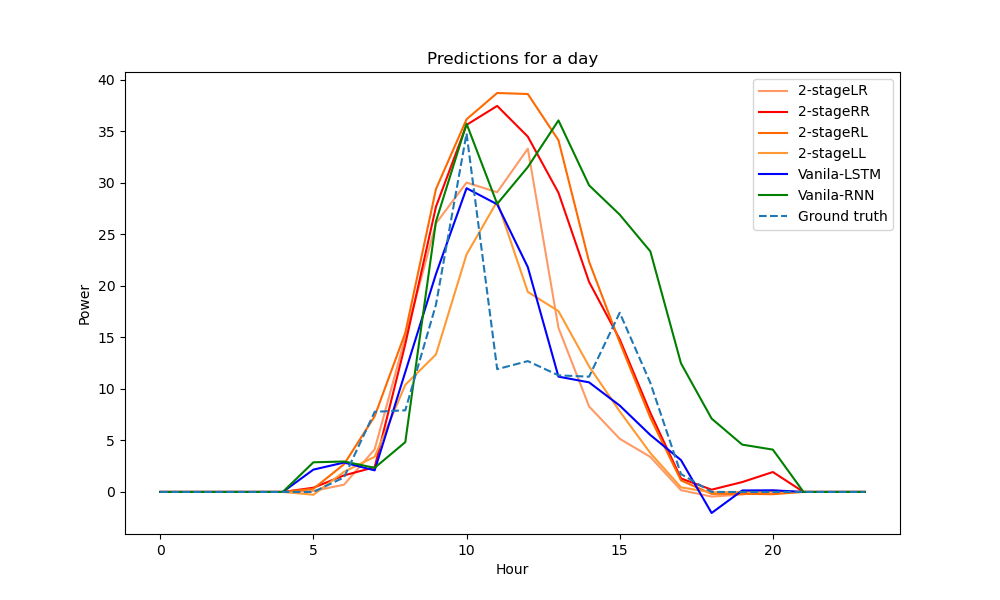 Predictions for a day
40
35
30
25
20
15
10
5
0
Power
0 5 10 15 20
Hour
2-stageLR
2-stageRR
2-stageRL
2-stageLL
Vanila-LSTM
Vanila-RNN
Ground truth